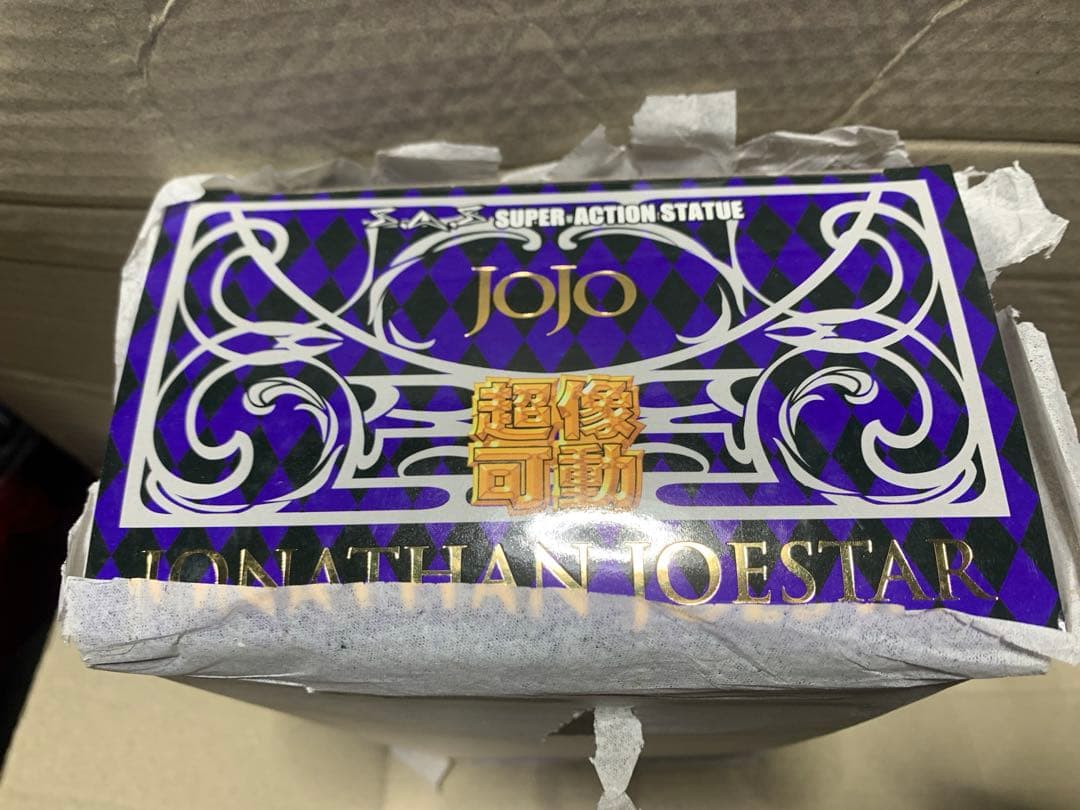 S.A.S SUPER•ACTION STATUE
JOJO
超像
可動
JONATHAN JOESTAR